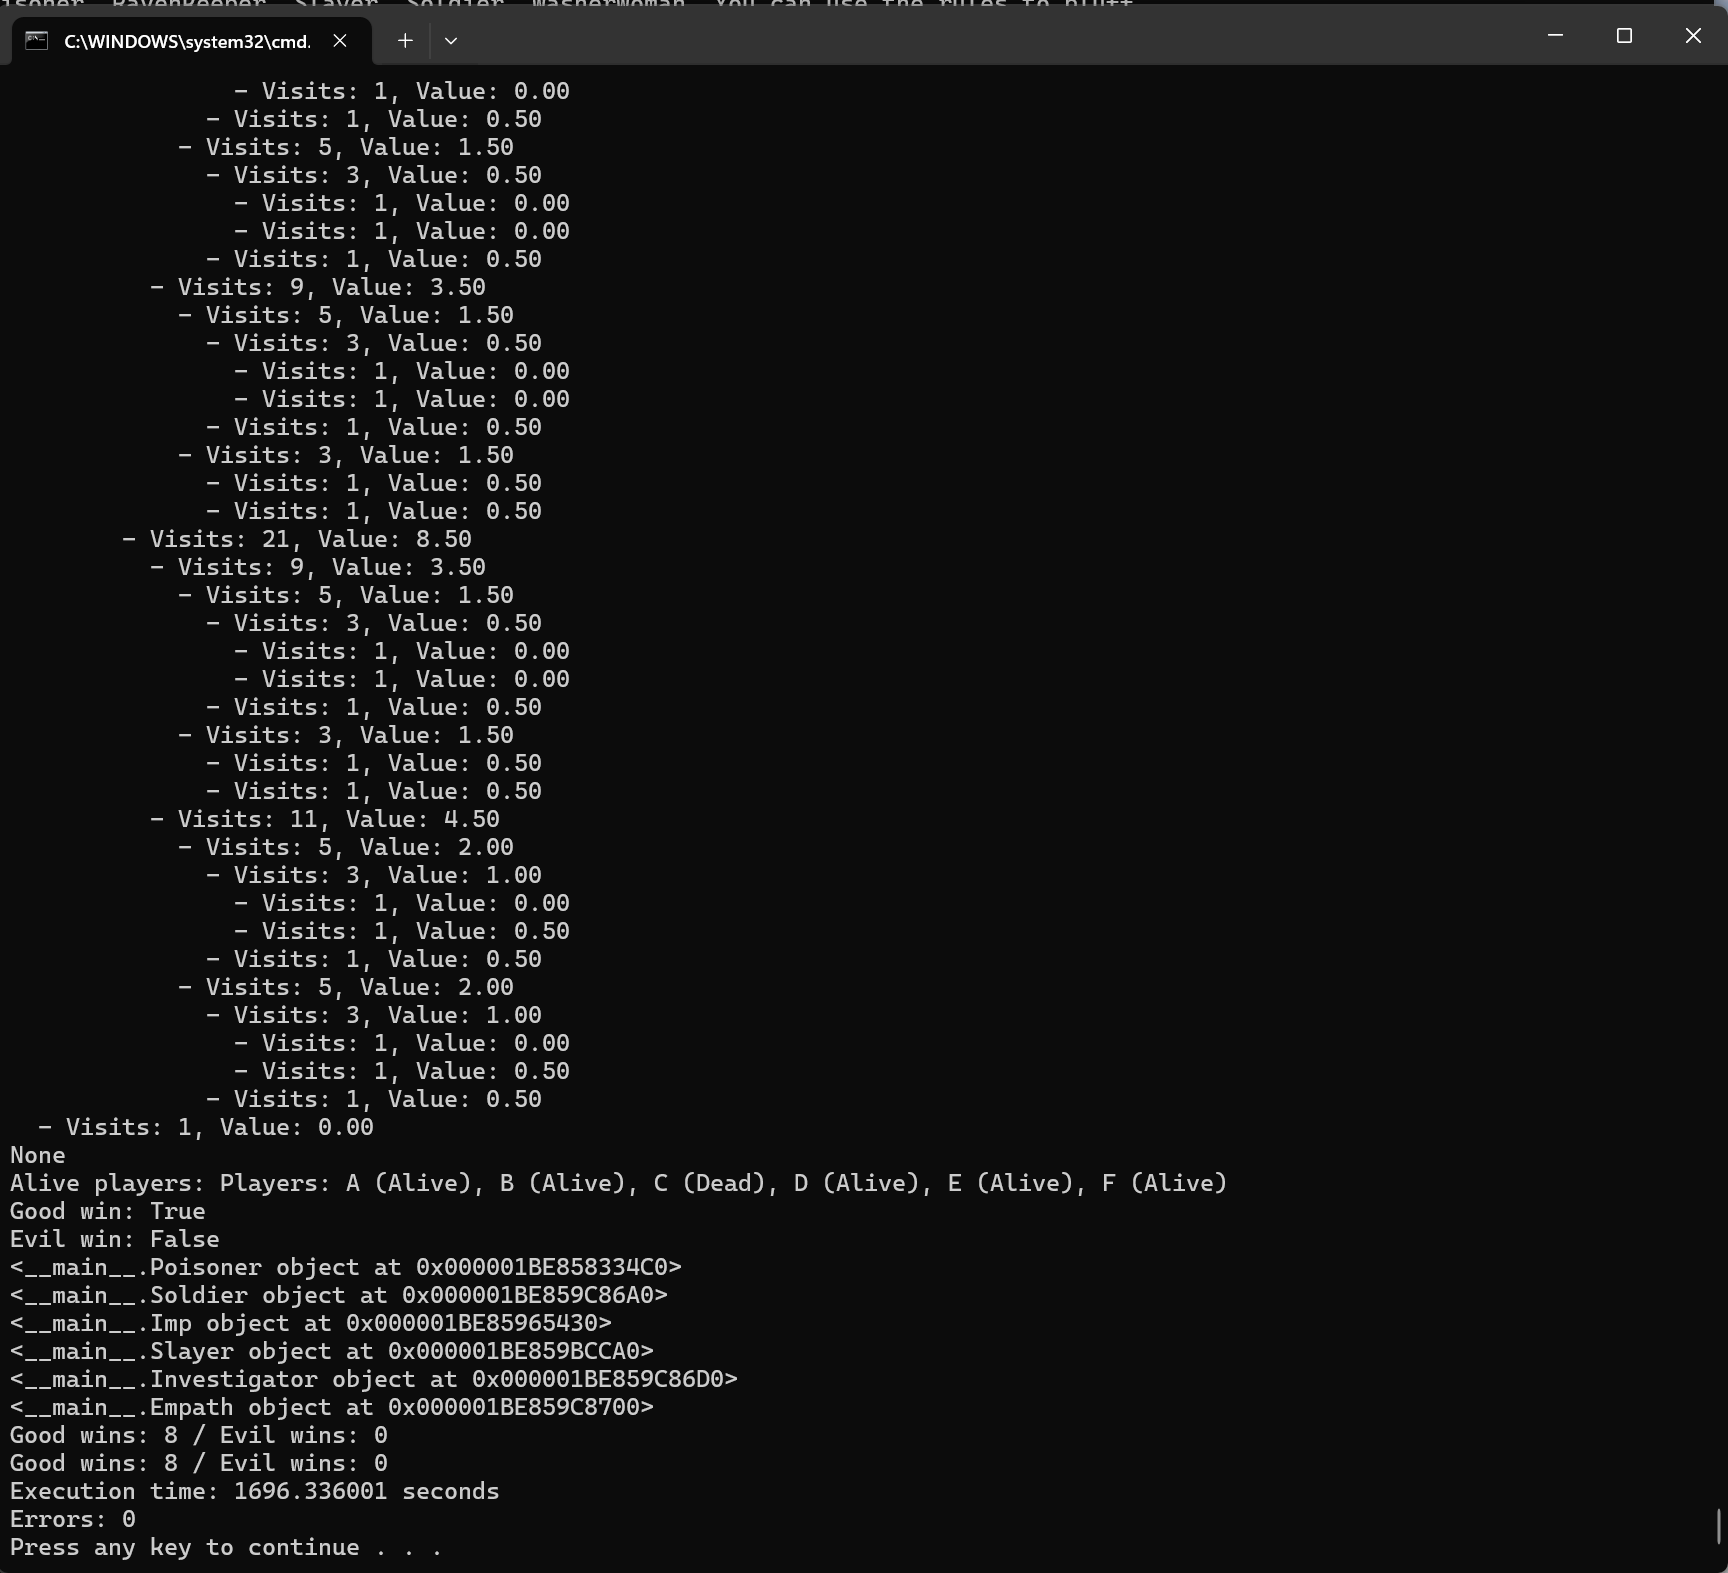 isoner, Ravenkeeper, Slayer, Soldier, Washerwoman. You can use the rules to bluff
C:\WINDOWS\system32\cmd.
- Visits: 1, Value: 0.00
- Visits: 1, Value: 0.50
- Visits: 5, Value: 1.50
- Visits: 3, Value: 0.50
- Visits: 1, Value: 0.00
- Visits: 1, Value: 0.00
- Visits: 1, Value: 0.50
- Visits: 9, Value: 3.50
- Visits: 5, Value: 1.50
- Visits: 3, Value: 0.50
- Visits: 1, Value: 0.00
- Visits: 1, Value: 0.00
- Visits: 1, Value: 0.50
- Visits: 3, Value: 1.50
- Visits: 1, Value: 0.50
- Visits: 1, Value: 0.50
- Visits: 21, Value: 8.50
- Visits: 9, Value: 3.50
- Visits: 5, Value: 1.50
- Visits: 3, Value: 0.50
- Visits: 1, Value: 0.00
- Visits: 1, Value: 0.00
- Visits: 1, Value: 0.50
- Visits: 3, Value: 1.50
- Visits: 1, Value: 0.50
- Visits: 1, Value: 0.50
- Visits: 11, Value: 4.50
- Visits: 5, Value: 2.00
- Visits: 3, Value: 1.00
- Visits: 1, Value: 0.00
- Visits: 1, Value: 0.50
- Visits: 1, Value: 0.50
- Visits: 5, Value: 2.00
- Visits: 3, Value: 1.00
- Visits: 1, Value: 0.00
- Visits: 1, Value: 0.50
- Visits: 1, Value: 0.50
- Visits: 1, Value: 0.00
None
Alive players: Players: A (Alive), B (Alive), C (Dead), D (Alive), E (Alive), F (Alive)
Good win: True
Evil win: False
<__main__.Poisoner object at 0x000001BE858334C0>
<__main__.Soldier object at 0x000001BE859C86A0>
<__main__.Imp object at 0x000001BE85965430>
<__main__.Slayer object at 0x000001BE859BCCA0>
<__main__.Investigator object at 0x000001BE859C86D0>
<__main__.Empath object at 0x000001BE859C8700>
Good wins: 8 / Evil wins: 0
Good wins: 8 / Evil wins: 0
Execution time: 1696.336001 seconds
Errors: 0
Press any key to continue . . .